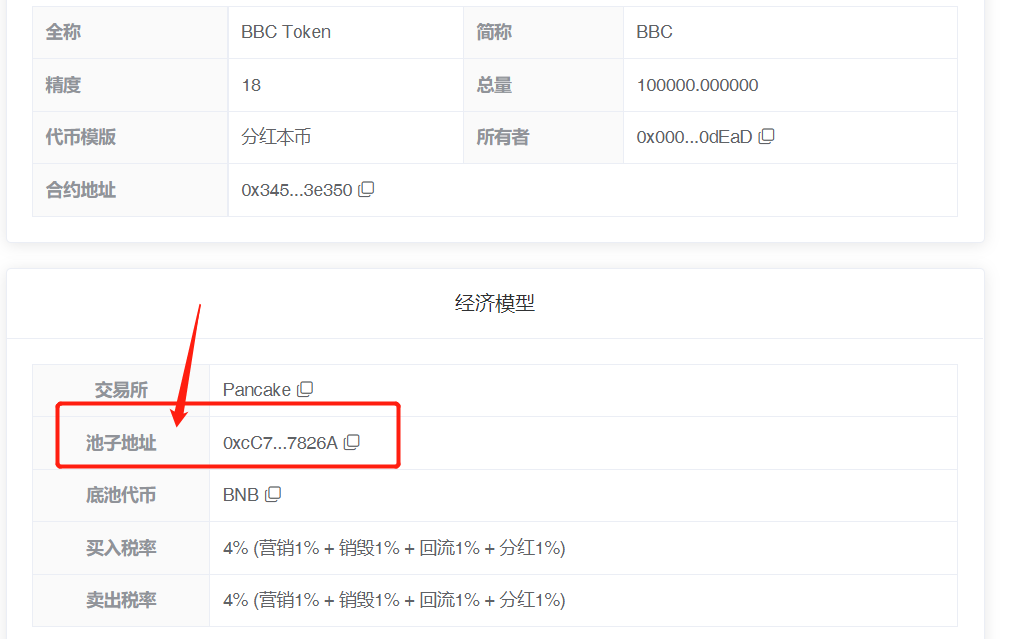 全称 BBC Token 简称 BBC
精度 18 总量 100000.000000
代币模版 分红本币 所有者 0x000...0dEaD
合约地址 0x345...3e350
经济模型
交易所 Pancake
池子地址 0xcC7...7826A
底池代币 BNB
买入税率 4% (营销1% + 销毁1% + 回流1% + 分红1%)
卖出税率 4% (营销1% + 销毁1% + 回流1% + 分红1%)